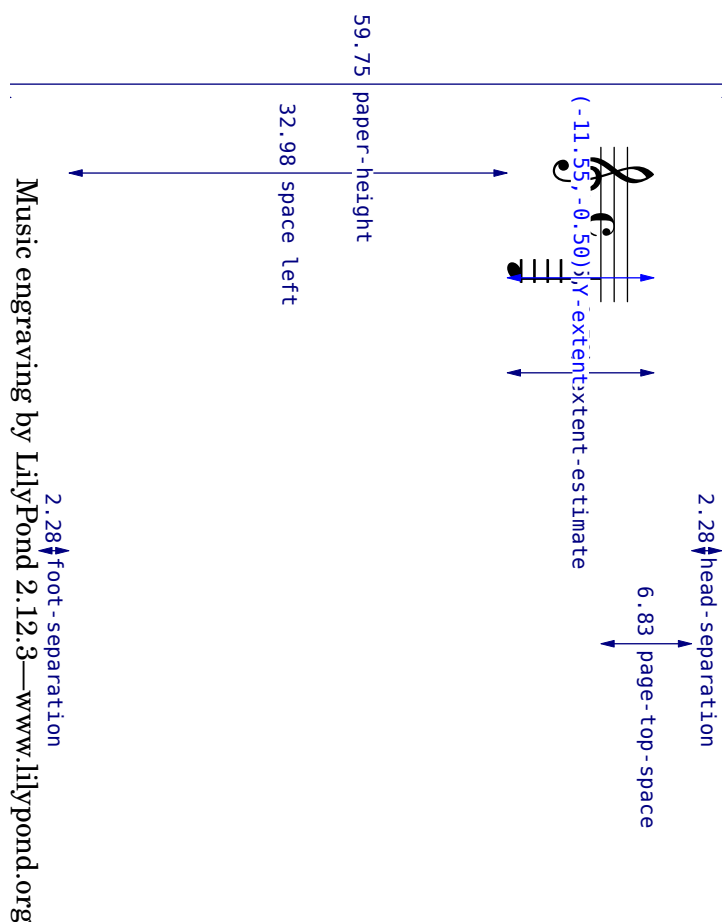 2.28 head-separation
6.83 page-top-space
(-11.55,-0.50)
Y-extent
extent-estimate
59.75 paper-height
32.98 space left
2.28 foot-separation
Music engraving by LilyPond 2.12.3—www.lilypond.org